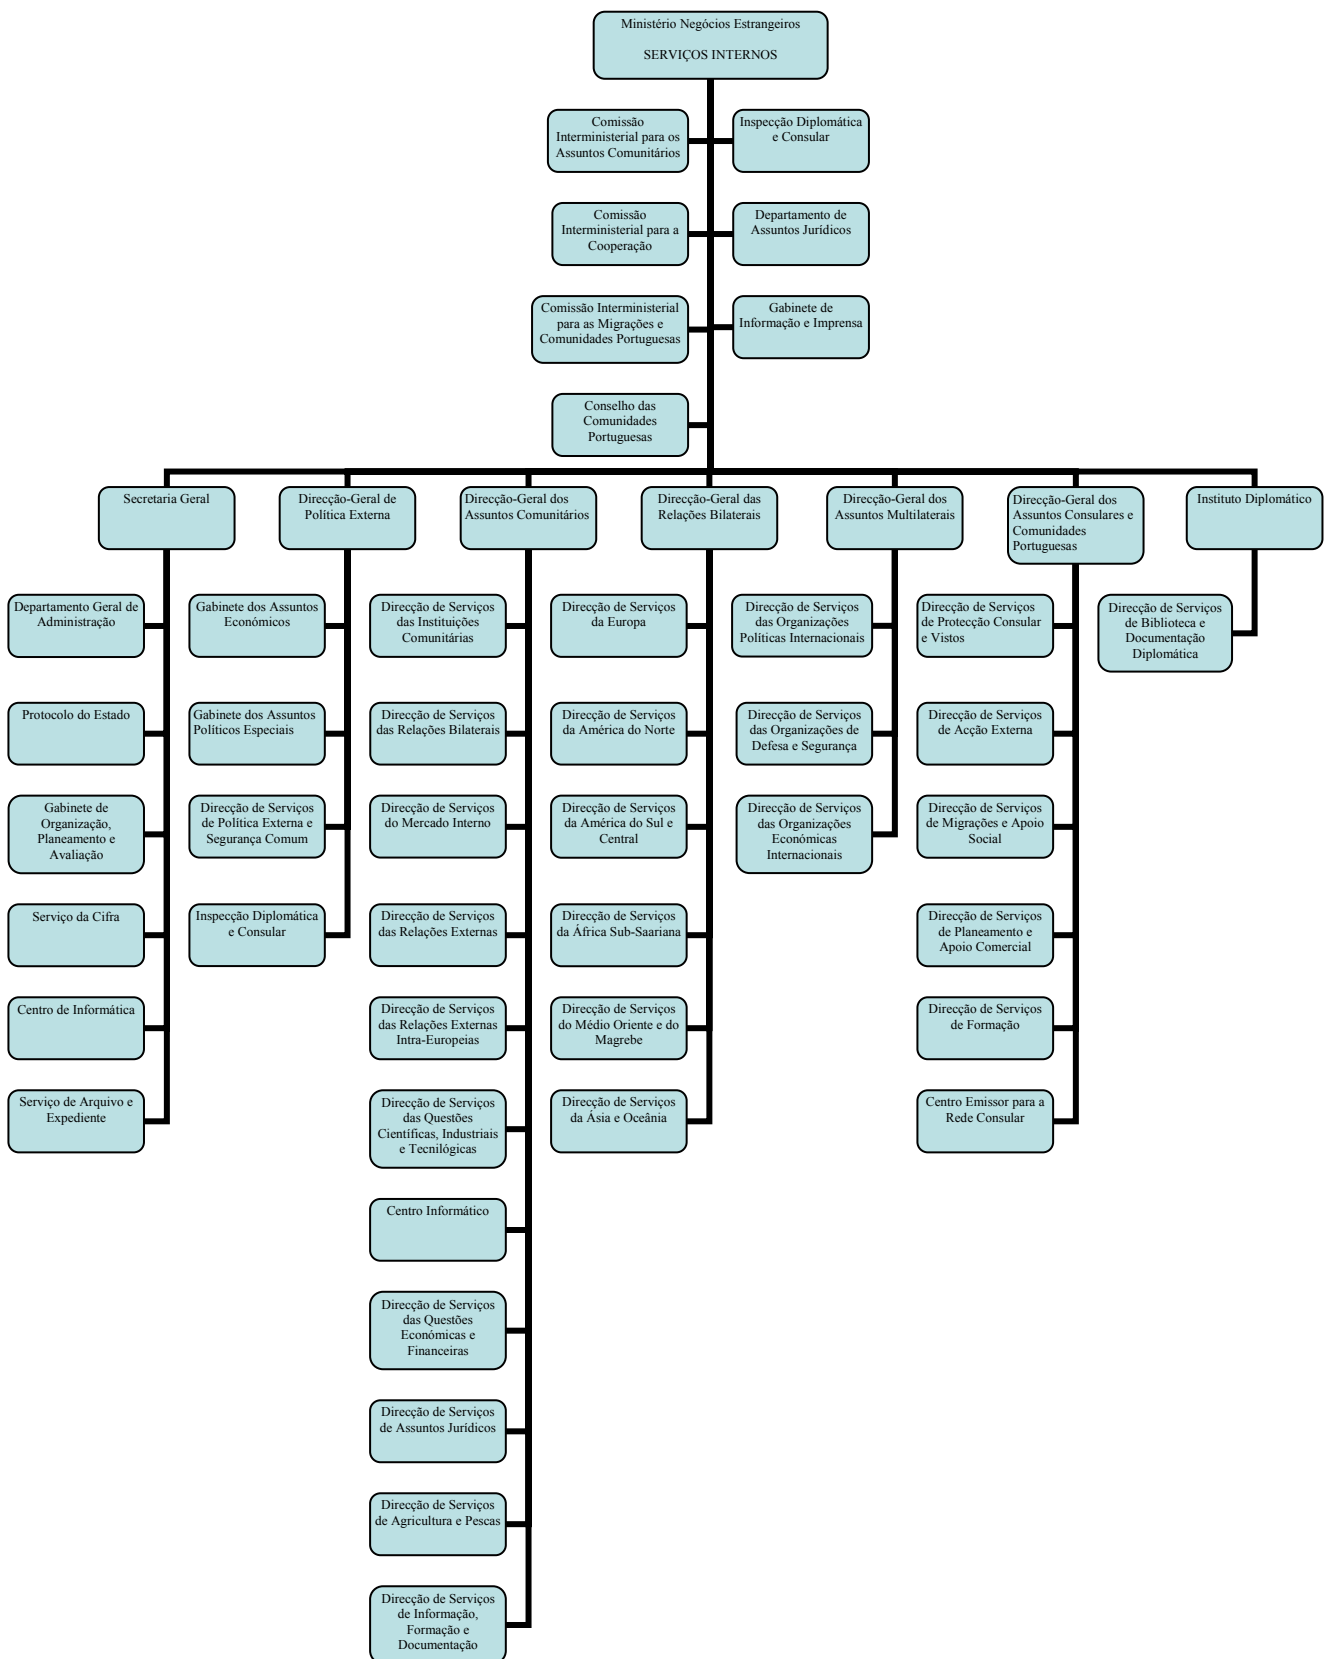 Ministério Negócios Estrangeiros
SERVIÇOS INTERNOS
Comissão
Interministerial para os
Assuntos Comunitários
Inspecção Diplomática
e Consular
Comissão
Interministerial para a
Cooperação
Departamento de
Assuntos Jurídicos
Comissão Interministerial
para as Migrações e
Comunidades Portuguesas
Gabinete de
Informação e Imprensa
Conselho das
Comunidades
Portuguesas
Secretaria Geral
Direcção-Geral de
Política Externa
Direcção-Geral dos
Assuntos Comunitários
Direcção-Geral das
Relações Bilaterais
Direcção-Geral dos
Assuntos Multilaterais
Direcção-Geral dos
Assuntos Consulares e
Comunidades
Portuguesas
Instituto Diplomático
Departamento Geral de
Administração
Protocolo do Estado
Gabinete de
Organização,
Planeamento e
Avaliação
Serviço da Cifra
Centro de Informática
Serviço de Arquivo e
Expediente
Gabinete dos Assuntos
Económicos
Gabinete dos Assuntos
Políticos Especiais
Direcção de Serviços
de Política Externa e
Segurança Comum
Inspecção Diplomática
e Consular
Direcção de Serviços
das Instituições
Comunitárias
Direcção de Serviços
das Relações Bilaterais
Direcção de Serviços
do Mercado Interno
Direcção de Serviços
das Relações Externas
Direcção de Serviços
das Relações Externas
Intra-Europeias
Direcção de Serviços
das Questões
Científicas, Industriais
e Tecnilógicas
Centro Informático
Direcção de Serviços
das Questões
Económicas e
Financeiras
Direcção de Serviços
de Assuntos Jurídicos
Direcção de Serviços
de Agricultura e Pescas
Direcção de Serviços
de Informação,
Formação e
Documentação
Direcção de Serviços
da Europa
Direcção de Serviços
da América do Norte
Direcção de Serviços
da América do Sul e
Central
Direcção de Serviços
da África Sub-Saariana
Direcção de Serviços
do Médio Oriente e do
Magrebe
Direcção de Serviços
da Ásia e Oceânia
Direcção de Serviços
das Organizações
Políticas Internacionais
Direcção de Serviços
das Organizações de
Defesa e Segurança
Direcção de Serviços
das Organizações
Económicas
Internacionais
Direcção de Serviços
de Protecção Consular
e Vistos
Direcção de Serviços
de Acção Externa
Direcção de Serviços
de Migrações e Apoio
Social
Direcção de Serviços
de Planeamento e
Apoio Comercial
Direcção de Serviços
de Formação
Centro Emissor para a
Rede Consular
Direcção de Serviços
de Biblioteca e
Documentação
Diplomática